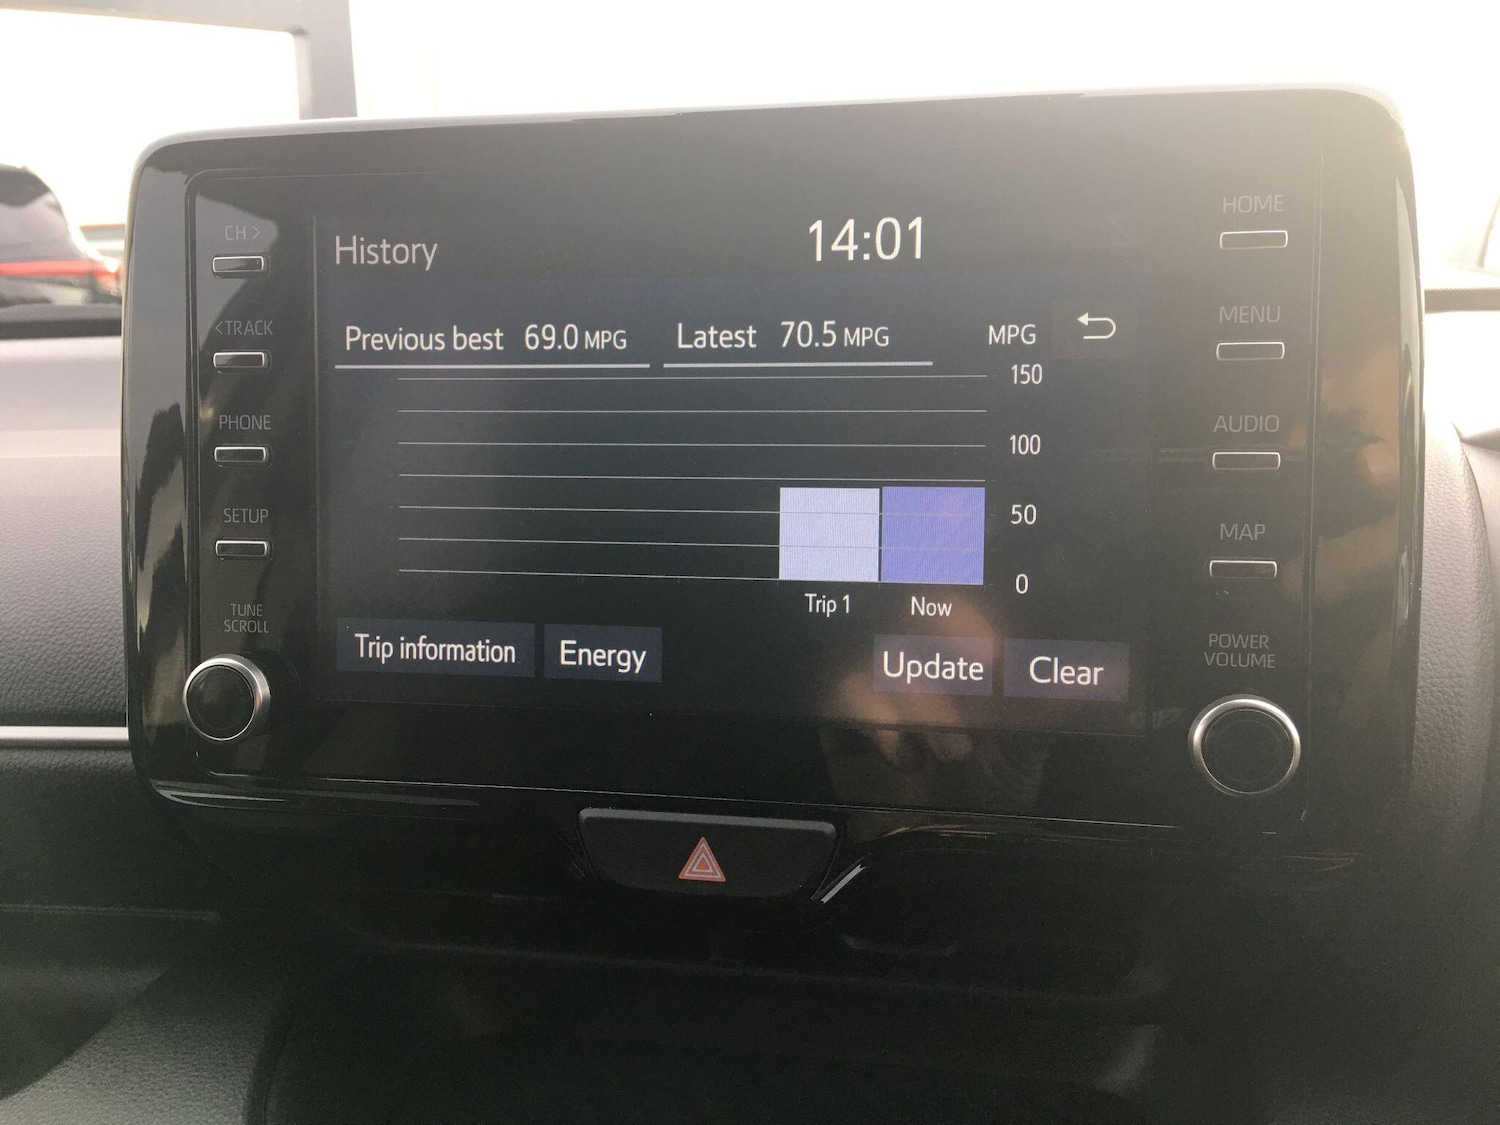 CH >
< TRACK
PHONE
SETUP
TUNE
SCROLL
History
14:01
Previous best 69.0 MPG
Latest 70.5 MPG
MPG
150
100
50
0
Trip 1
Now
Trip information
Energy
Update
Clear
HOME
MENU
AUDIO
MAP
POWER
VOLUME